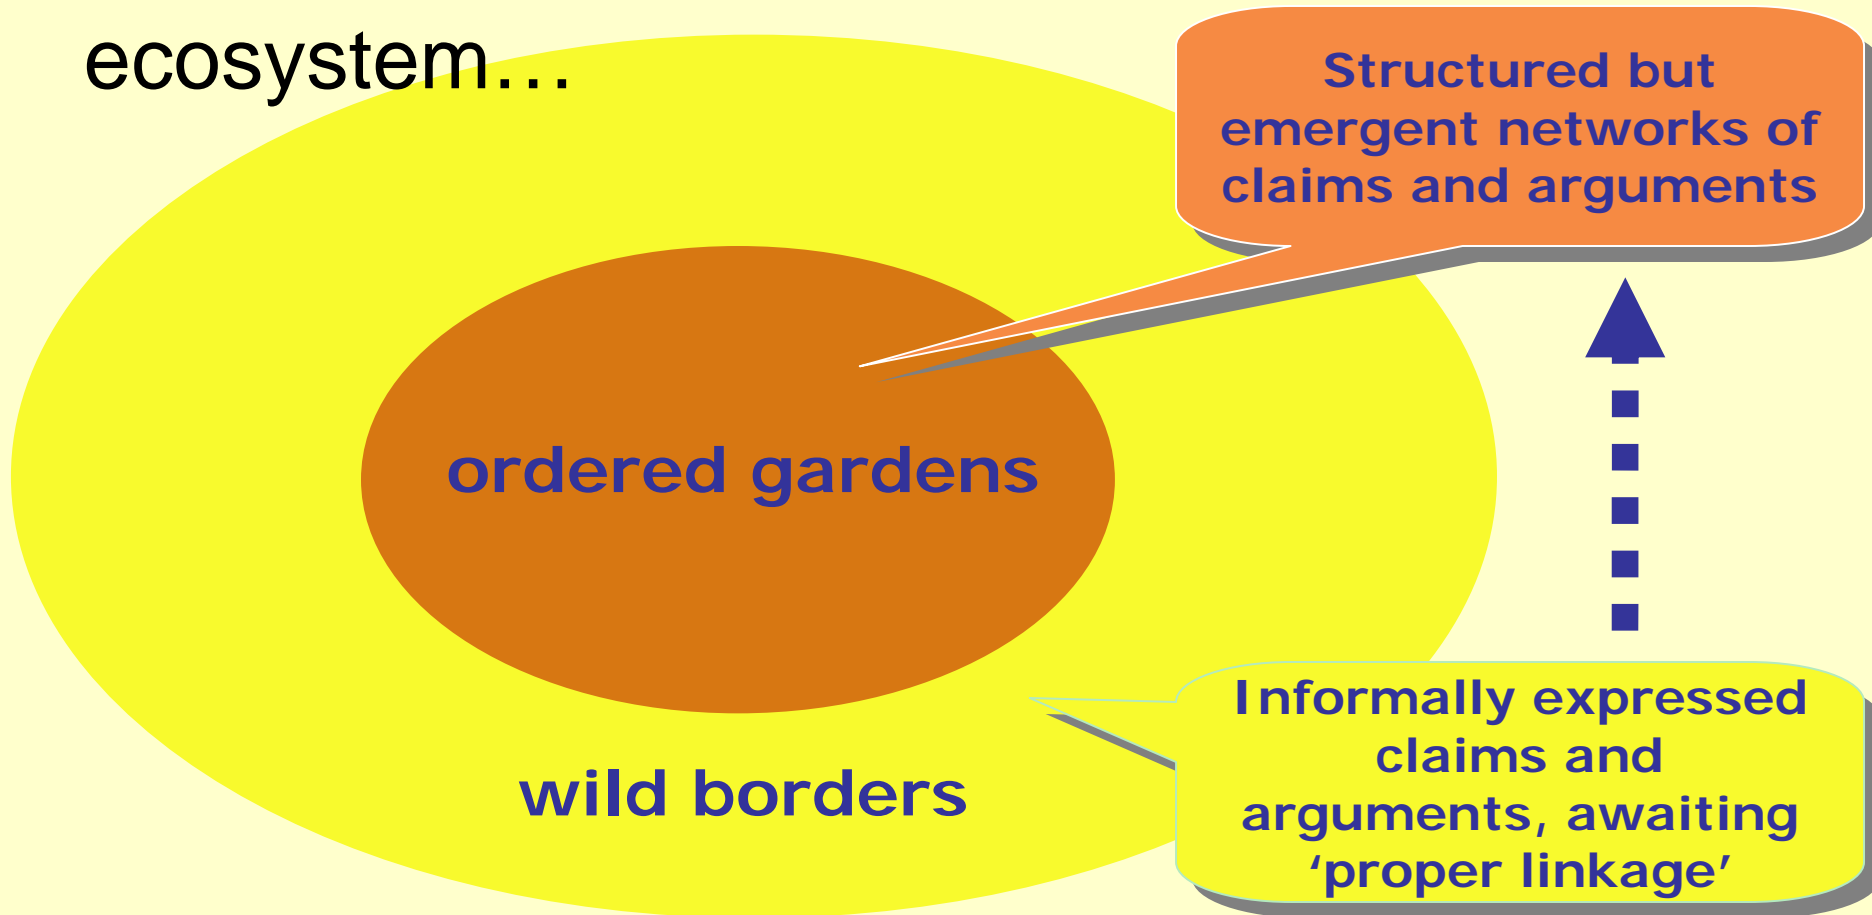 ecosystem…
Structured but
emergent networks of
claims and arguments
ordered gardens
wild borders
Informally expressed
claims and
arguments, awaiting
‘proper linkage’